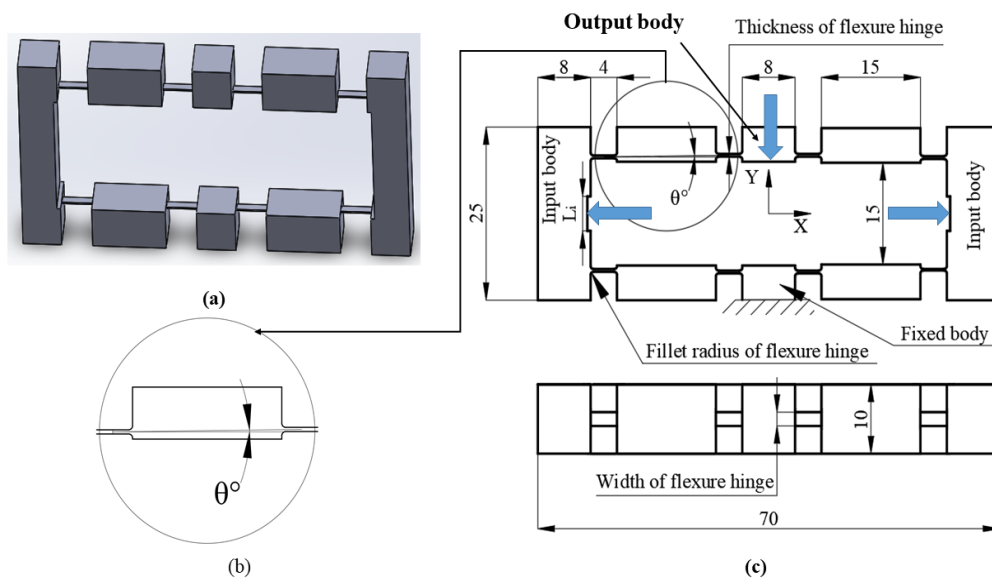 Output body
Thickness of flexure hinge
8
4
8
15
Input body
Li
25
θ°
Y
X
15
Input body
(a)
Fillet radius of flexure hinge
Fixed body
10
Width of flexure hinge
70
θ°
(b)
(c)